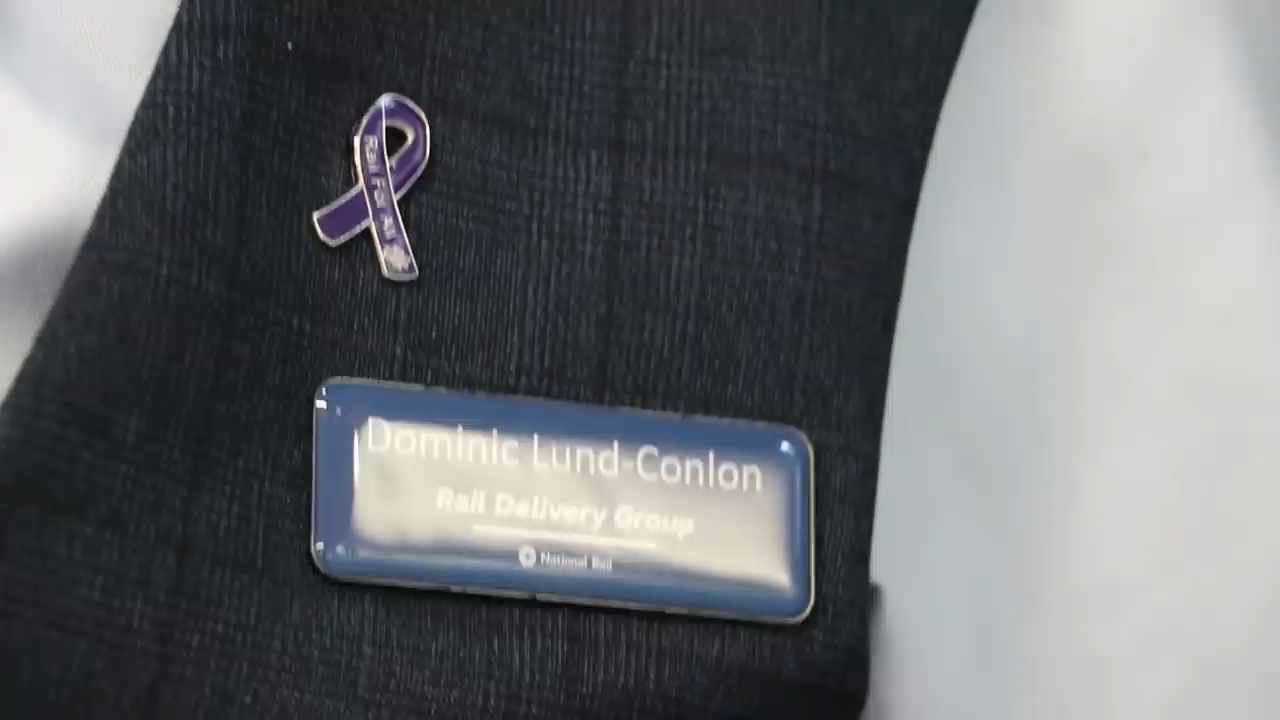 Rail For All
Dominic Lund-Conlon
Rail Delivery Group
National Rail